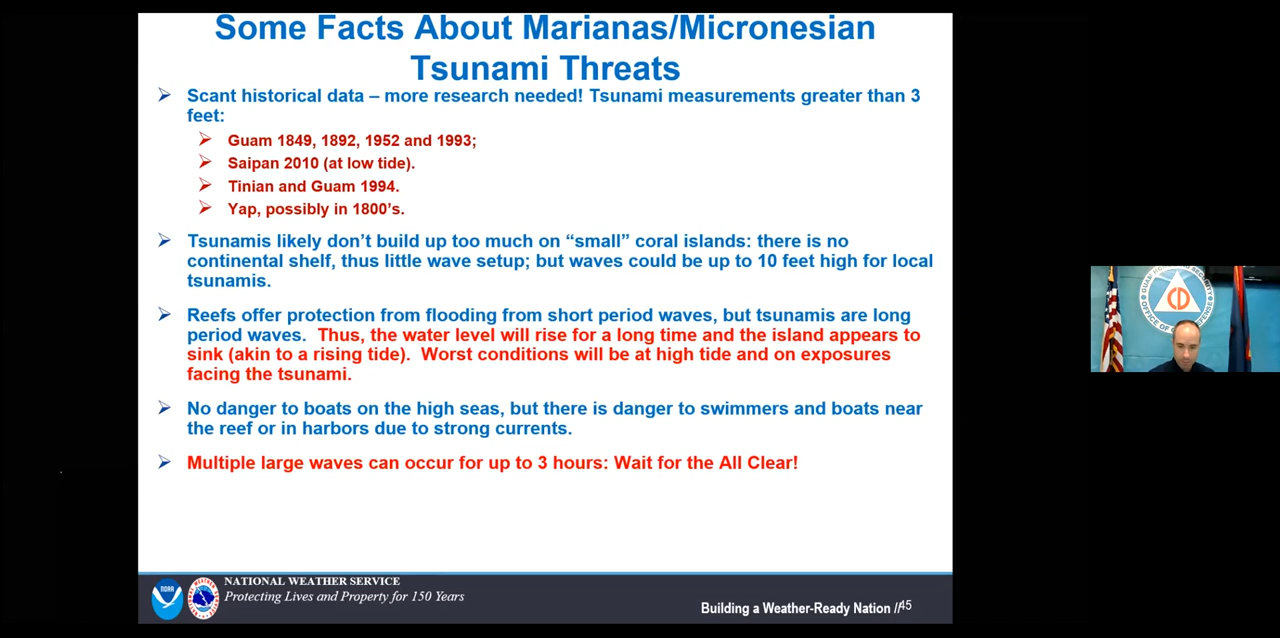 Some Facts About Marianas/Micronesian
Tsunami Threats
Scant historical data – more research needed! Tsunami measurements greater than 3
feet:
Guam 1849, 1892, 1952 and 1993;
Saipan 2010 (at low tide).
Tinian and Guam 1994.
Yap, possibly in 1800’s.
Tsunamis likely don’t build up too much on “small” coral islands: there is no
continental shelf, thus little wave setup; but waves could be up to 10 feet high for local
tsunamis.
Reefs offer protection from flooding from short period waves, but tsunamis are long
period waves. Thus, the water level will rise for a long time and the island appears to
sink (akin to a rising tide). Worst conditions will be at high tide and on exposures
facing the tsunami.
No danger to boats on the high seas, but there is danger to swimmers and boats near
the reef or in harbors due to strong currents.
Multiple large waves can occur for up to 3 hours: Wait for the All Clear!
NOAA
NATIONAL WEATHER SERVICE
Protecting Lives and Property for 150 Years
Building a Weather-Ready Nation // 45
CD